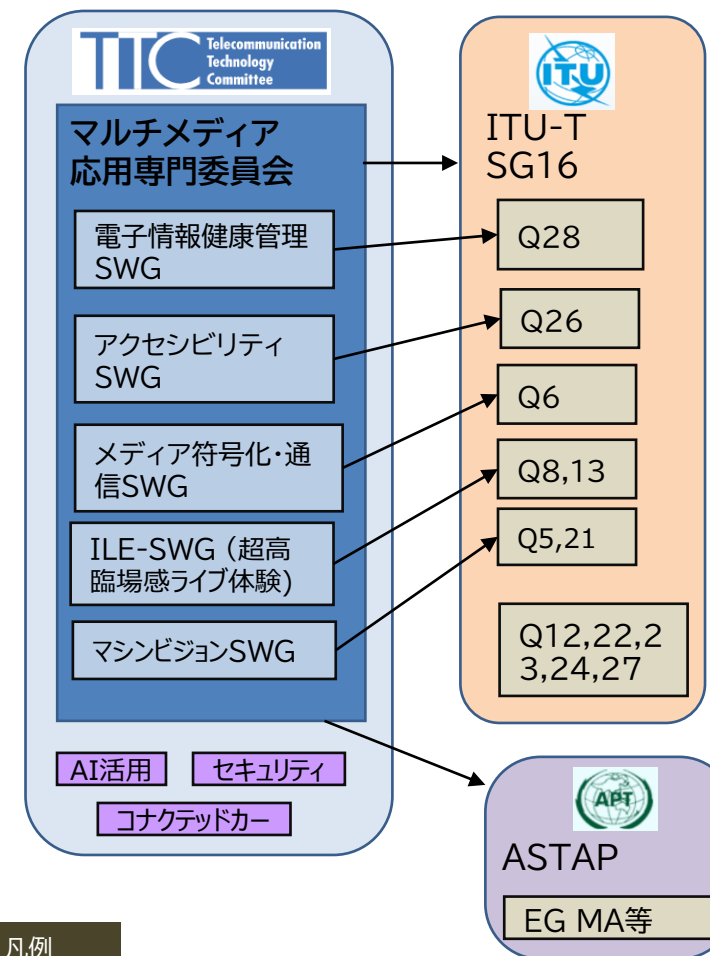 TTC
Telecommunication
Technology
Committee
マルチメディア
応用専門委員会
電子情報健康管理
SWG
アクセシビリティ
SWG
メディア符号化・通
信SWG
ILE-SWG（超高
臨場感ライブ体験)
マシンビジョンSWG
AI活用
セキュリティ
コナクテッドカー
ITU
ITU-T
SG16
Q28
Q26
Q6
Q8,13
Q5,21
Q12,22,2
3,24,27
APT
ASTAP
EG MA等
凡例